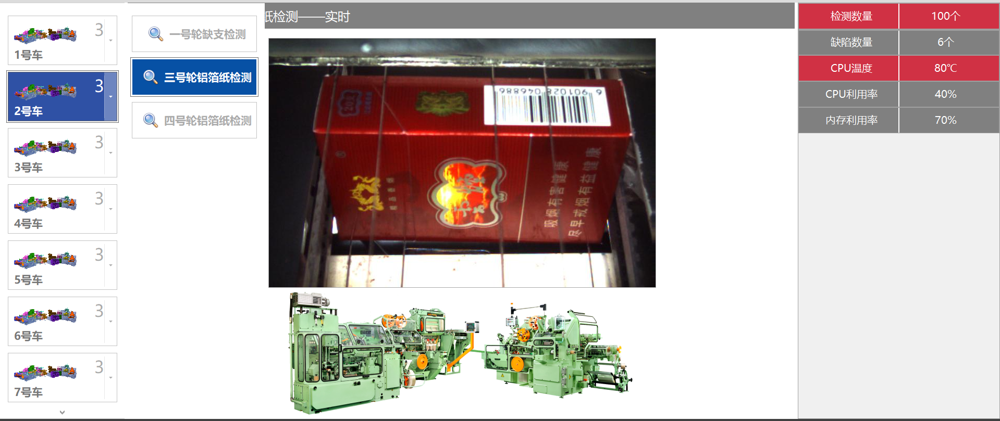 3
1号车
3
2号车
3
3号车
3
4号车
3
5号车
3
6号车
3
7号车
一号轮缺支检测
三号轮铝箔纸检测
四号轮铝箔纸检测
纸检测——实时
6 901028 046886
吸烟有害健康
尽早戒烟有益健康
检测数量 100个
缺陷数量 6个
CPU温度 80℃
CPU利用率 40%
内存利用率 70%